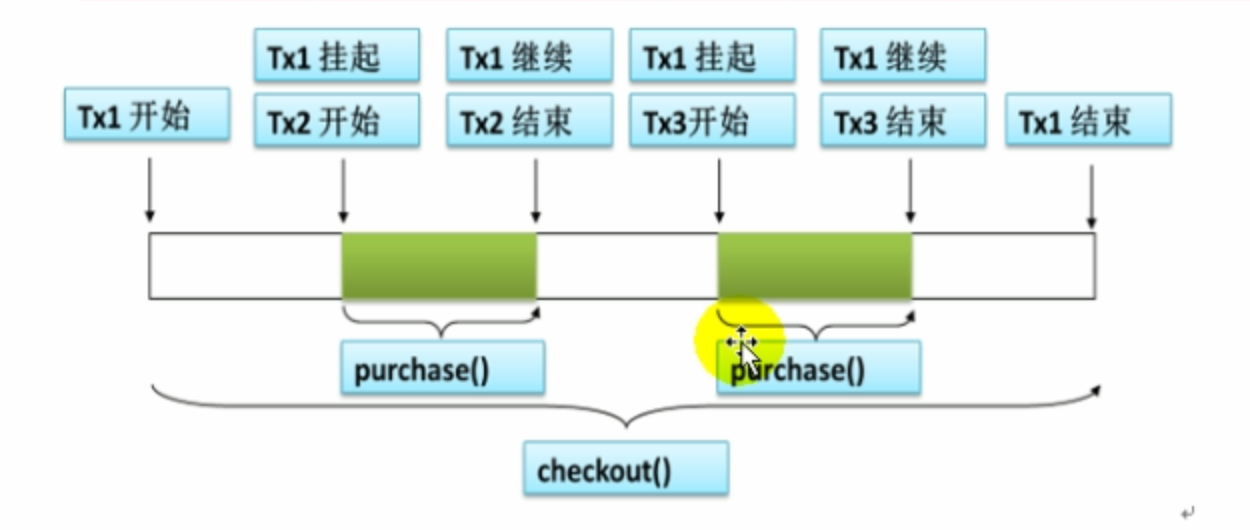 Tx1 挂起
Tx1 继续
Tx1 挂起
Tx1 继续
Tx1 开始
Tx2 开始
Tx2 结束
Tx3开始
Tx3 结束
Tx1 结束
purchase()
purchase()
checkout()